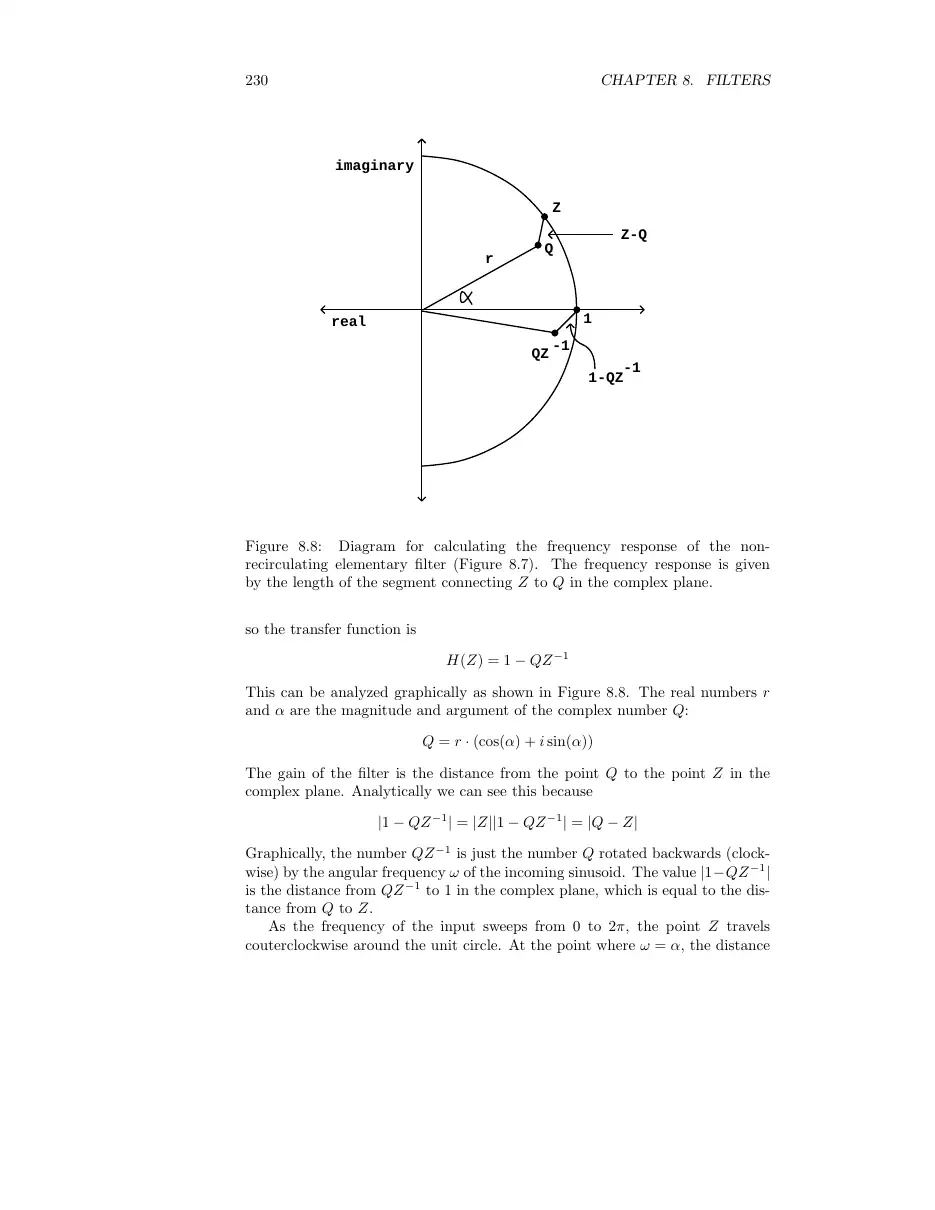 230 CHAPTER 8. FILTERS
imaginary
Z
Z-Q
Q
r
α
real
1
QZ⁻¹
1-QZ⁻¹
Figure 8.8: Diagram for calculating the frequency response of the non-
recirculating elementary filter (Figure 8.7). The frequency response is given
by the length of the segment connecting Z to Q in the complex plane.
so the transfer function is
H(Z) = 1 − QZ⁻¹
This can be analyzed graphically as shown in Figure 8.8. The real numbers r
and α are the magnitude and argument of the complex number Q:
Q = r · (cos(α) + i sin(α))
The gain of the filter is the distance from the point Q to the point Z in the
complex plane. Analytically we can see this because
|1 − QZ⁻¹| = |Z||1 − QZ⁻¹| = |Q − Z|
Graphically, the number QZ⁻¹ is just the number Q rotated backwards (clock-
wise) by the angular frequency ω of the incoming sinusoid. The value |1−QZ⁻¹|
is the distance from QZ⁻¹ to 1 in the complex plane, which is equal to the dis-
tance from Q to Z.
As the frequency of the input sweeps from 0 to 2π, the point Z travels
couterclockwise around the unit circle. At the point where ω = α, the distance